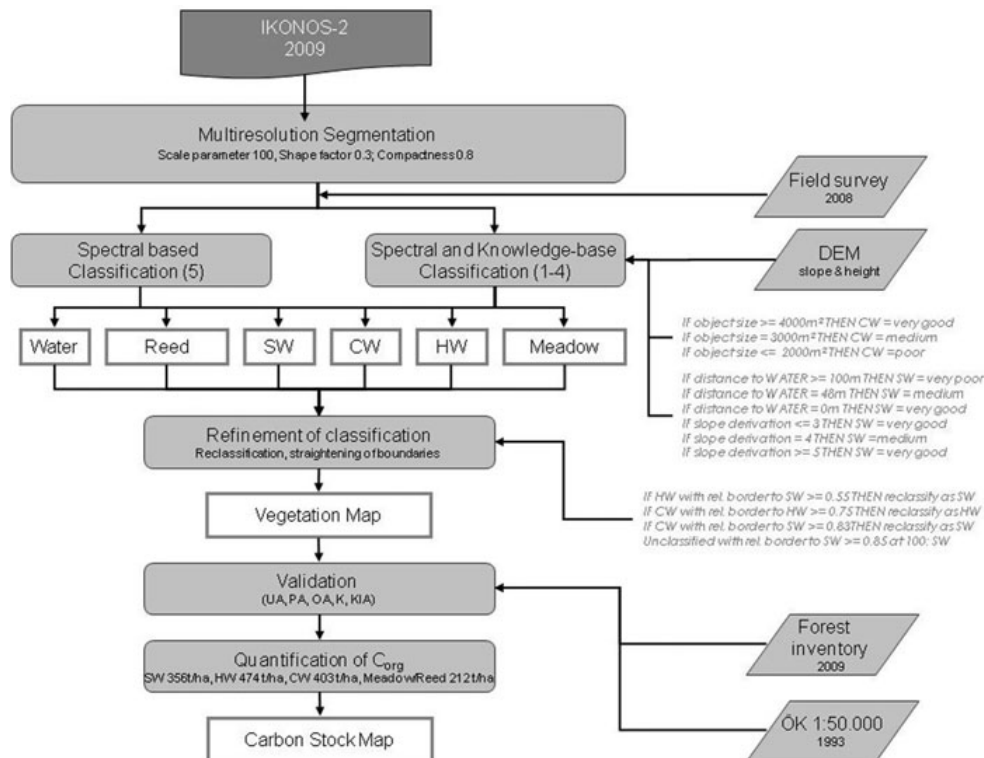 IKONOS-2
2009
Multiresolution Segmentation
Scale parameter 100, Shape factor 0.3; Compactness 0.8
Field survey
2008
Spectral based
Classification (5)
Spectral and Knowledge-base
Classification (1-4)
DEM
slope & height
If object size >= 4000m² THEN CW = very good
If object size = 3000m² THEN CW = medium
If object size <= 2000m² THEN CW = poor
Water
Reed
SW
CW
HW
Meadow
If distance to WATER >= 100m THEN SW = very poor
If distance to WATER = 48m THEN SW = medium
If distance to WATER = 0m THEN SW = very good
If slope derivation <= 3 THEN SW = very good
If slope derivation = 4 THEN SW = medium
If slope derivation >= 5 THEN SW = very good
Refinement of classification
Reclassification, straightening of boundaries
If HW with rel. border to SW >= 0.55 THEN reclassify as SW
If CW with rel. border to HW >= 0.75 THEN reclassify as HW
If CW with rel. border to SW >= 0.83 THEN reclassify as SW
Unclassified with rel. border to SW >= 0.85 at 100: SW
Vegetation Map
Validation
(UA, PA, OA, K, KIA)
Forest
inventory
2009
Quantification of Corg
SW 356t/ha, HW 474t/ha, CW 403t/ha, Meadow/Reed 212t/ha
Carbon Stock Map
ÖK 1:50.000
1993